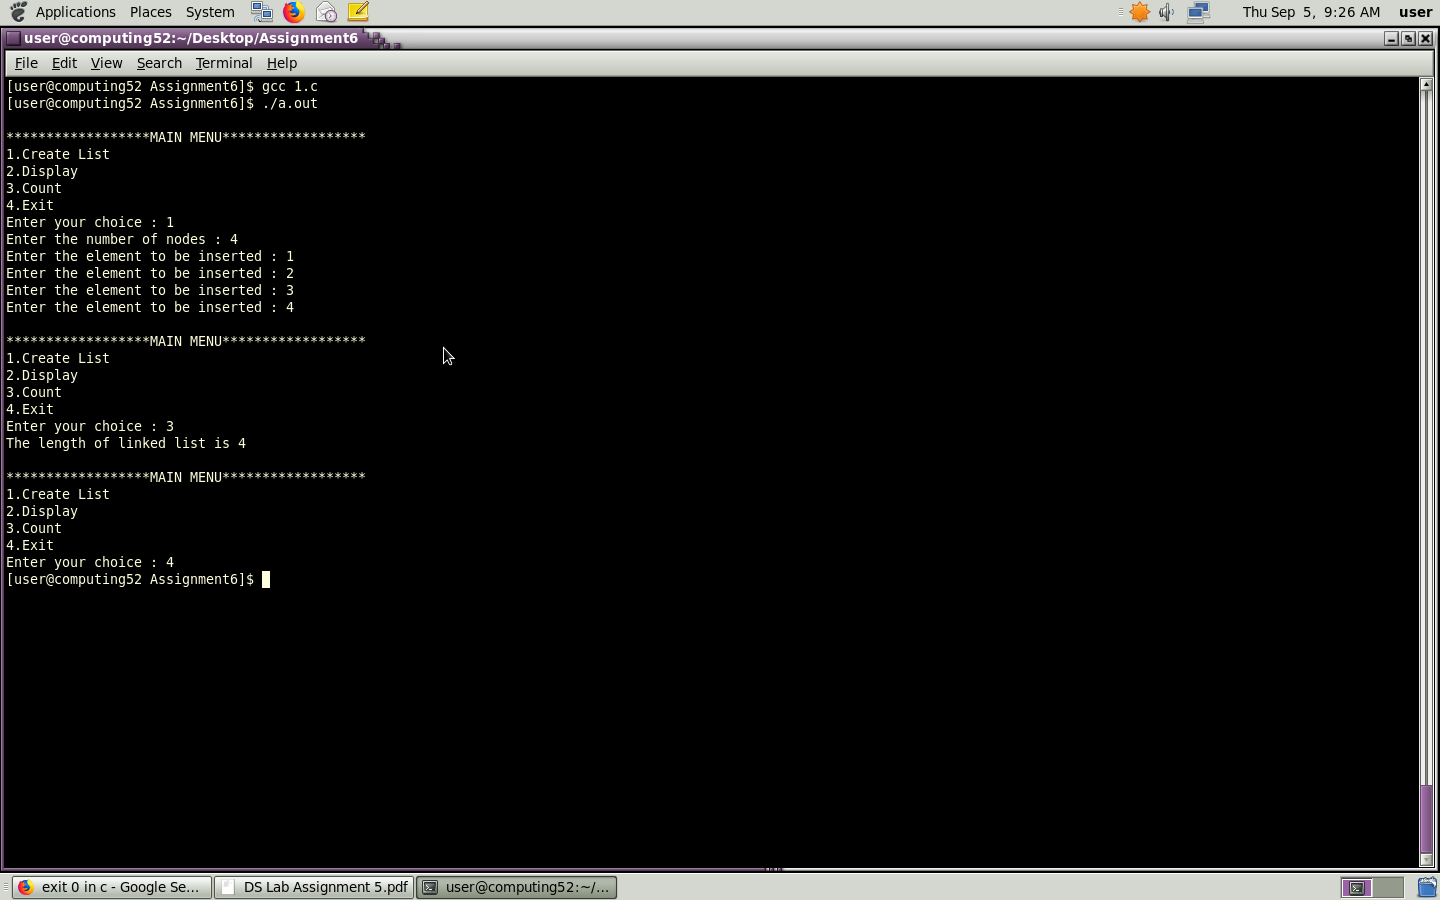 Applications Places System Thu Sep 5, 9:26 AM user
user@computing52:~/Desktop/Assignment6
File Edit View Search Terminal Help
[user@computing52 Assignment6]$ gcc 1.c
[user@computing52 Assignment6]$ ./a.out
******************MAIN MENU******************
1.Create List
2.Display
3.Count
4.Exit
Enter your choice : 1
Enter the number of nodes : 4
Enter the element to be inserted : 1
Enter the element to be inserted : 2
Enter the element to be inserted : 3
Enter the element to be inserted : 4
******************MAIN MENU******************
1.Create List
2.Display
3.Count
4.Exit
Enter your choice : 3
The length of linked list is 4
******************MAIN MENU******************
1.Create List
2.Display
3.Count
4.Exit
Enter your choice : 4
[user@computing52 Assignment6]$
exit 0 in c - Google Se... DS Lab Assignment 5.pdf user@computing52:~/...